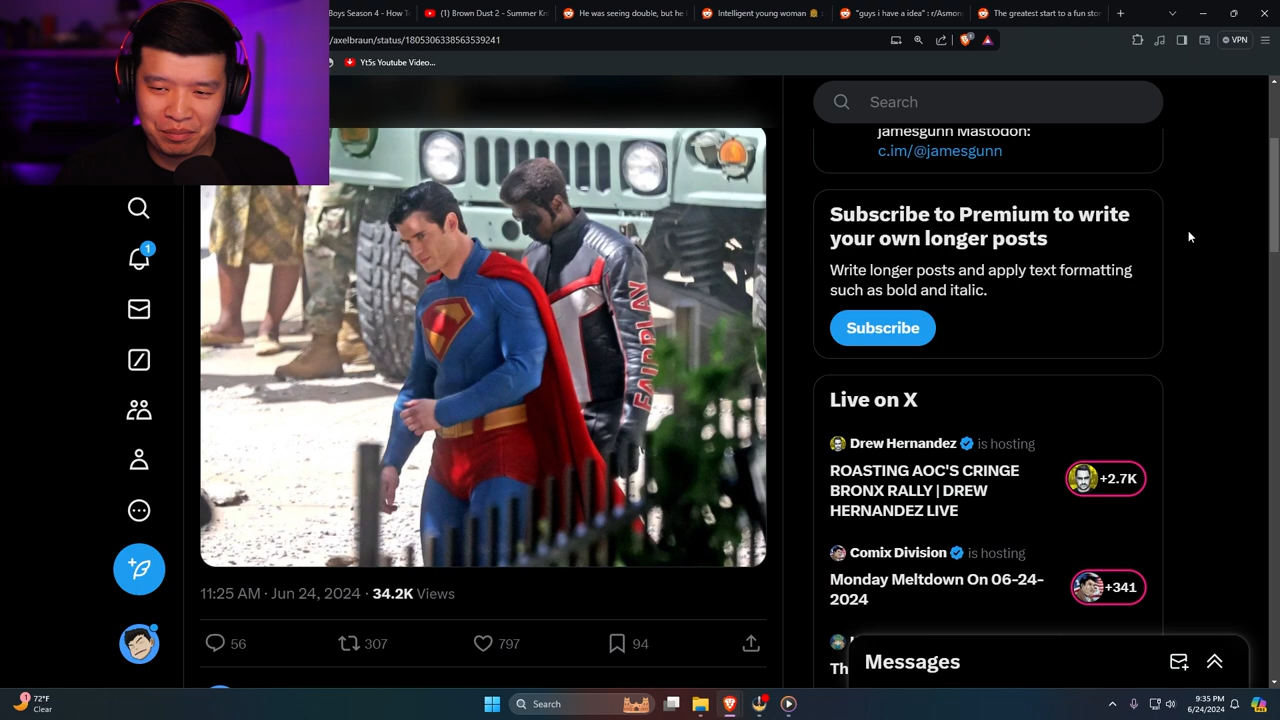 Boys Season 4 - How T
(1) Brown Dust 2 - Summer Kn
He was seeing double, but he l
Intelligent young woman
"guys i have a idea" : r/Asmon
The greatest start to a fun stor
/axelbraun/status/1805306338563539241
VPN
Yt5s Youtube Video...
Search
jamesgunn Mastodon:
c.im/@jamesgunn
1
Subscribe to Premium to write
your own longer posts
Write longer posts and apply text formatting
such as bold and italic.
Subscribe
FAIRPLAY
Live on X
Drew Hernandez is hosting
ROASTING AOC'S CRINGE
BRONX RALLY | DREW
HERNANDEZ LIVE
+2.7K
Comix Division is hosting
Monday Meltdown On 06-24-
2024
+341
Th
11:25 AM · Jun 24, 2024 · 34.2K Views
56
307
797
94
Messages
1
72°F
Clear
Search
9:35 PM
6/24/2024